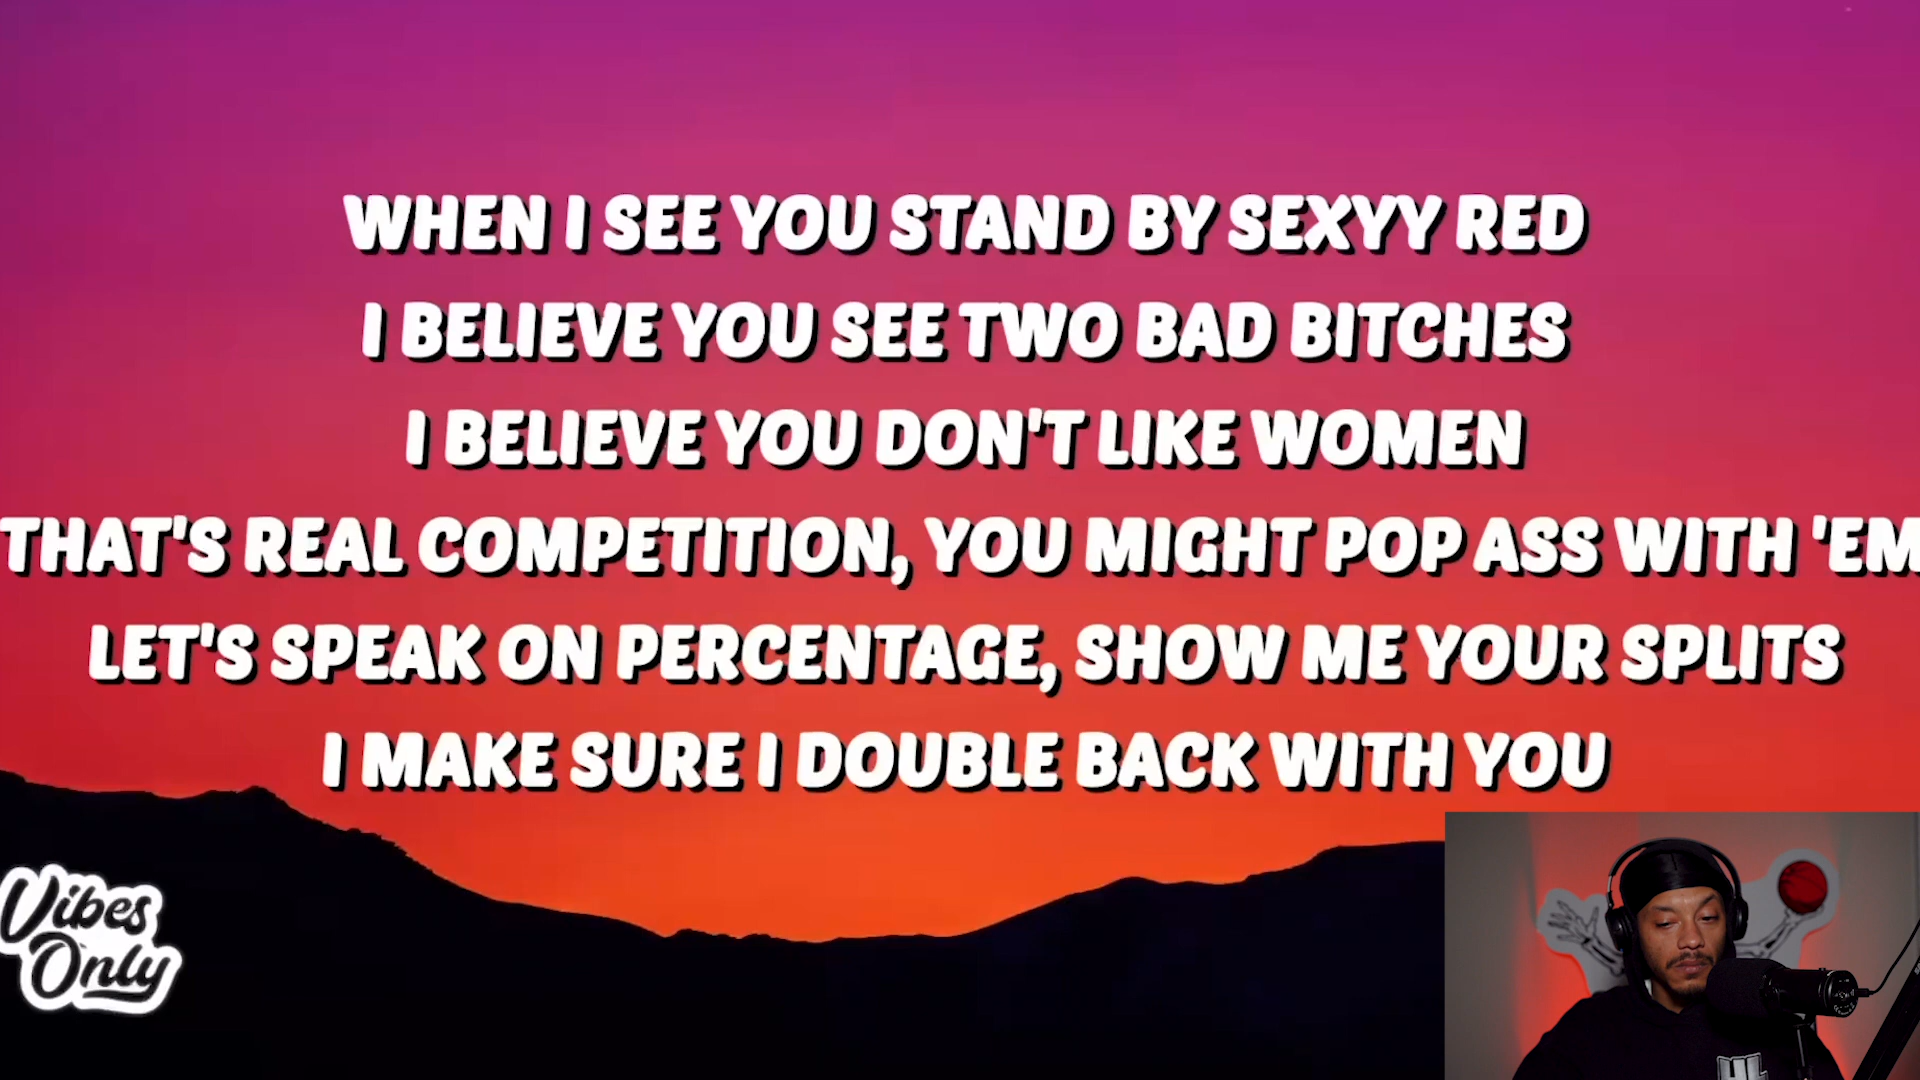 WHEN I SEE YOU STAND BY SEXYY RED
I BELIEVE YOU SEE TWO BAD BITCHES
I BELIEVE YOU DON'T LIKE WOMEN
THAT'S REAL COMPETITION, YOU MIGHT POP ASS WITH 'EM
LET'S SPEAK ON PERCENTAGE, SHOW ME YOUR SPLITS
I MAKE SURE I DOUBLE BACK WITH YOU
Vibes
Only